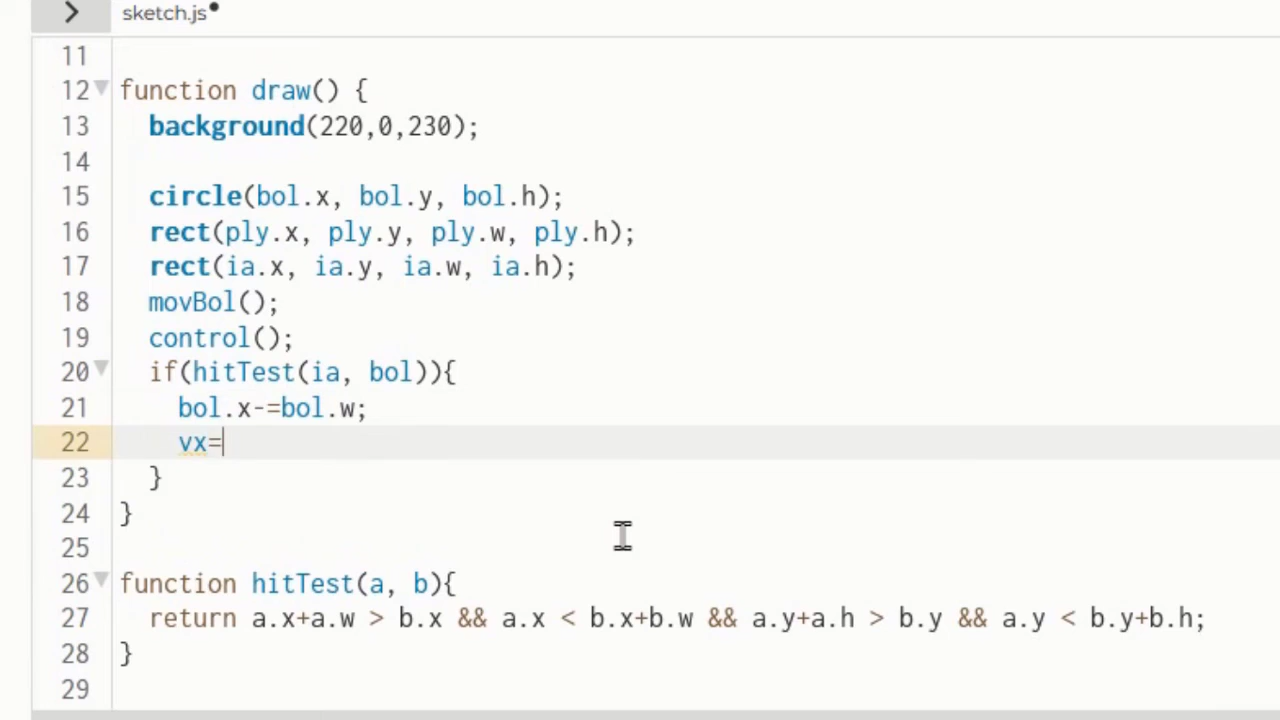 sketch.js
11
12 function draw() {
13 background(220,0,230);
14
15 circle(bol.x, bol.y, bol.h);
16 rect(ply.x, ply.y, ply.w, ply.h);
17 rect(ia.x, ia.y, ia.w, ia.h);
18 movBol();
19 control();
20 if(hitTest(ia, bol)){
21 bol.x-=bol.w;
22 vx=
23 }
24 }
25
26 function hitTest(a, b){
27 return a.x+a.w > b.x && a.x < b.x+b.w && a.y+a.h > b.y && a.y < b.y+b.h;
28 }
29